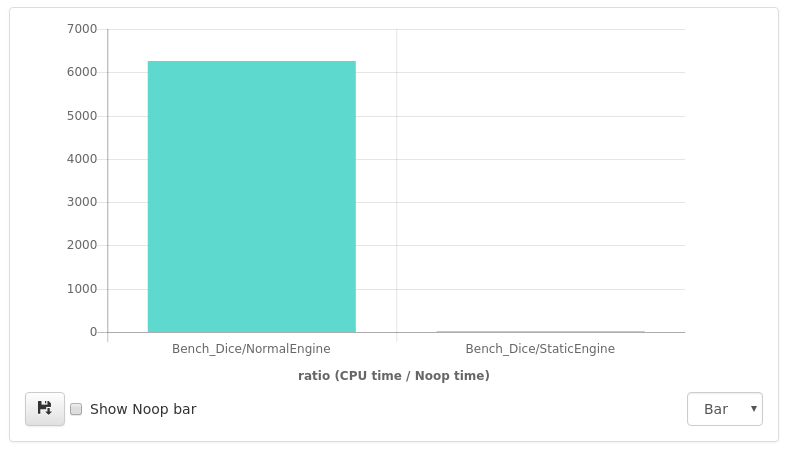 7000
6000
5000
4000
3000
2000
1000
0
Bench_Dice/NormalEngine Bench_Dice/StaticEngine
ratio (CPU time / Noop time)
Show Noop bar Bar